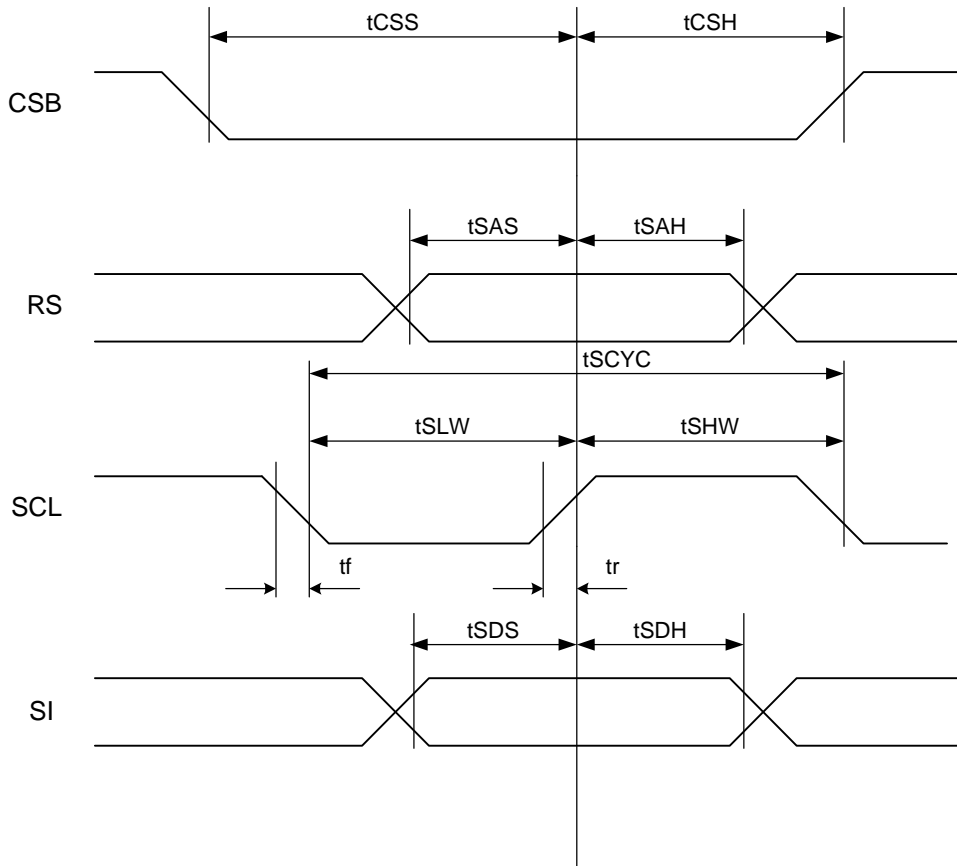 tCSS tCSH
CSB
tSAS tSAH
RS
tSCYC
tSLW tSHW
SCL
tf tr
tSDS tSDH
SI